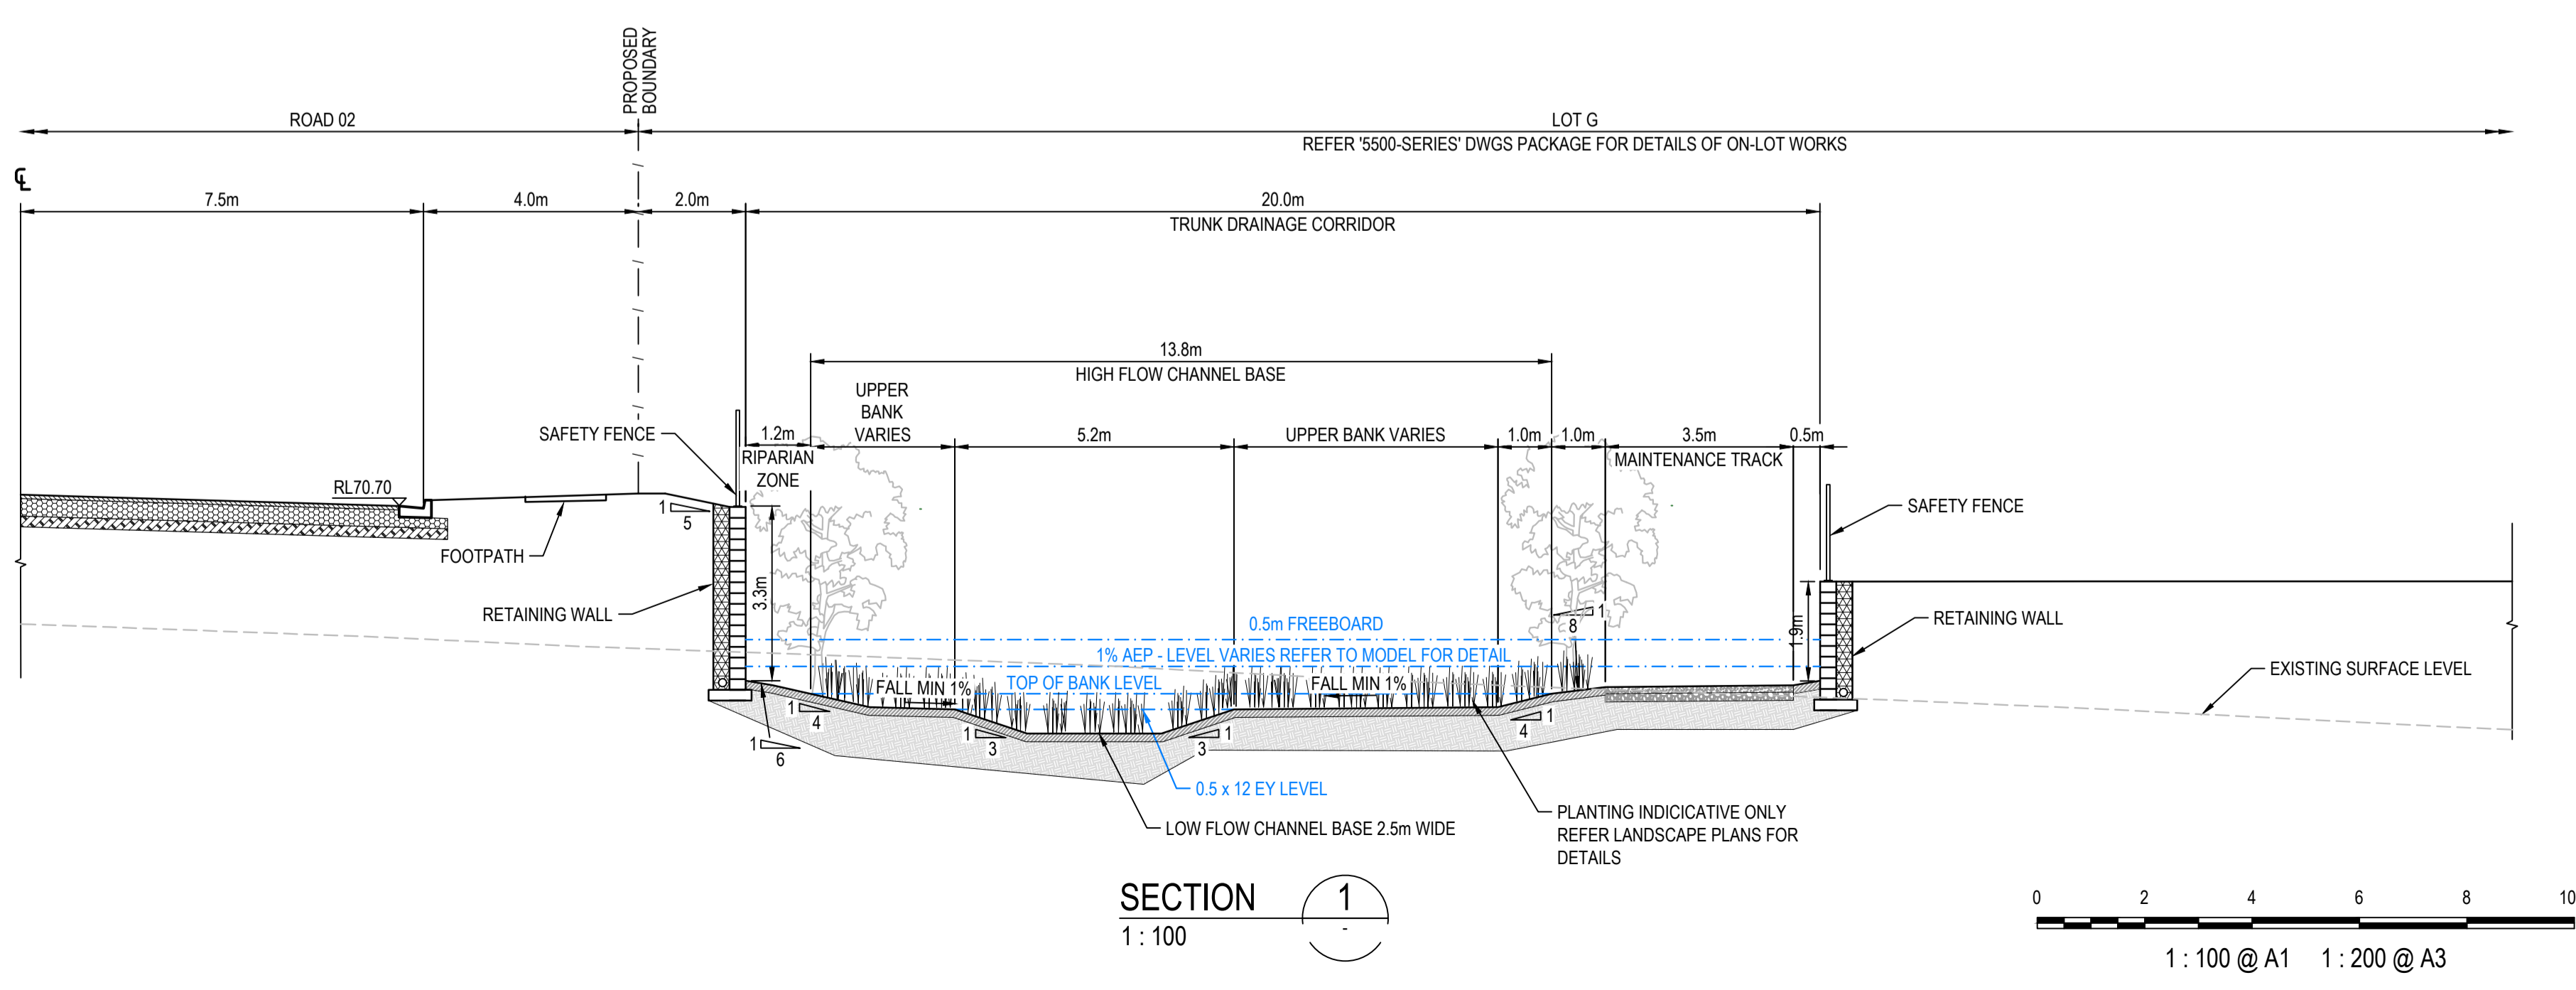 PROPOSED
BOUNDARY
ROAD 02
LOT G
REFER '5500-SERIES' DWGS PACKAGE FOR DETAILS OF ON-LOT WORKS
℄
7.5m
4.0m
2.0m
20.0m
TRUNK DRAINAGE CORRIDOR
13.8m
HIGH FLOW CHANNEL BASE
UPPER
BANK
VARIES
SAFETY FENCE
1.2m
RIPARIAN
ZONE
5.2m
UPPER BANK VARIES
1.0m
1.0m
3.5m
MAINTENANCE TRACK
0.5m
RL70.70
1
5
FOOTPATH
RETAINING WALL
3.3m
SAFETY FENCE
RETAINING WALL
1.9m
EXISTING SURFACE LEVEL
1
8
0.5m FREEBOARD
1% AEP - LEVEL VARIES REFER TO MODEL FOR DETAIL
TOP OF BANK LEVEL
FALL MIN 1%
FALL MIN 1%
1
4
1
6
1
3
1
3
1
4
0.5 x 12 EY LEVEL
LOW FLOW CHANNEL BASE 2.5m WIDE
PLANTING INDICICATIVE ONLY
REFER LANDSCAPE PLANS FOR
DETAILS
SECTION
1
1 : 100
-
0 2 4 6 8 10
1 : 100 @ A1 1 : 200 @ A3